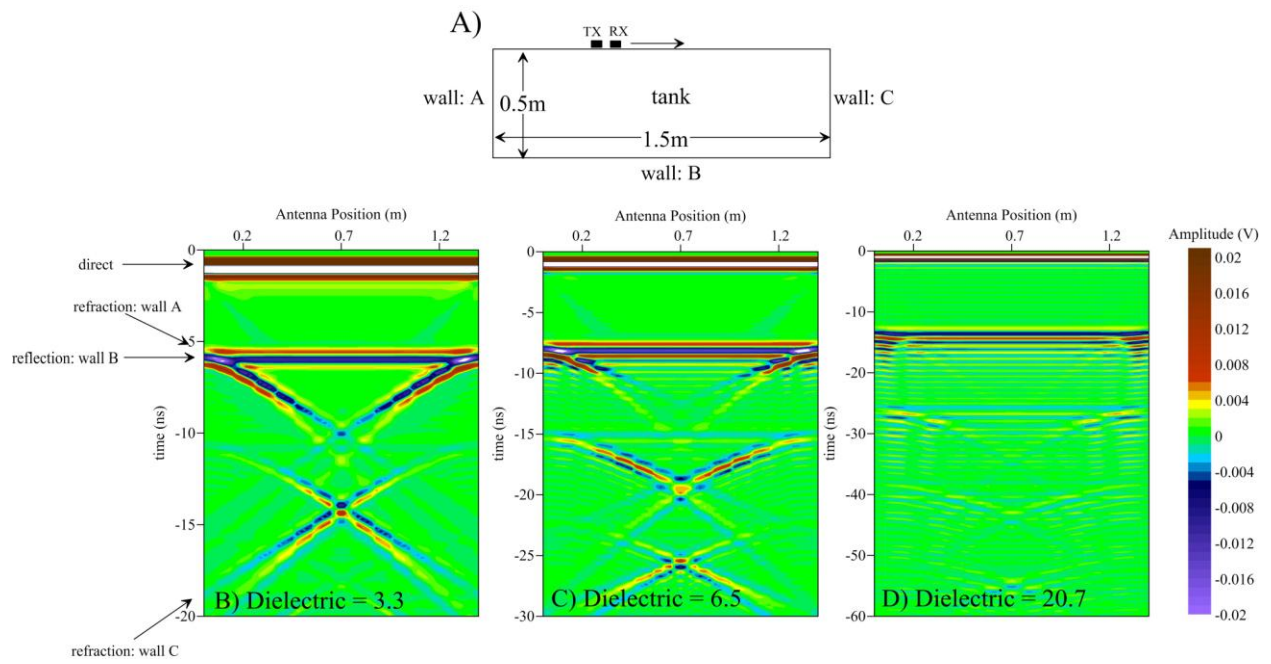 A)
TX RX
wall: A
0.5m
tank
wall: C
1.5m
wall: B
Antenna Position (m)
0.2 0.7 1.2
direct
refraction: wall A
reflection: wall B
refraction: wall C
time (ns)
0
-5
-10
-15
-20
B) Dielectric = 3.3
Antenna Position (m)
0.2 0.7 1.2
time (ns)
0
-5
-10
-15
-20
-25
-30
C) Dielectric = 6.5
Antenna Position (m)
0.2 0.7 1.2
time (ns)
0
-10
-20
-30
-40
-50
-60
D) Dielectric = 20.7
Amplitude (V)
0.02
0.016
0.012
0.008
0.004
0
-0.004
-0.008
-0.012
-0.016
-0.02